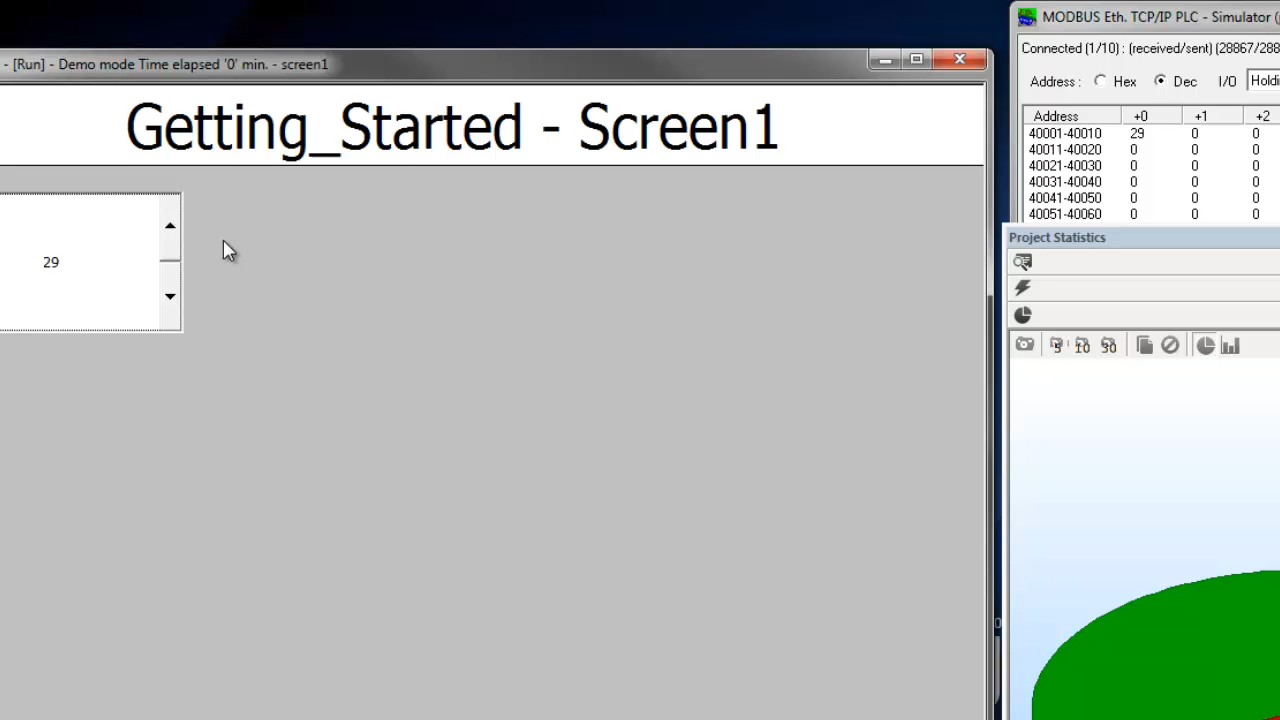 - [Run] - Demo mode Time elapsed '0' min. - screen1
Getting_Started - Screen1
29
MODBUS Eth. TCP/IP PLC - Simulator
Connected (1/10) : (received/sent) (28867/288
Address : Hex Dec I/O Holdi
Address +0 +1 +2
40001-40010 29 0 0
40011-40020 0 0 0
40021-40030 0 0 0
40031-40040 0 0 0
40041-40050 0 0 0
40051-40060 0 0 0
Project Statistics
5 10 30